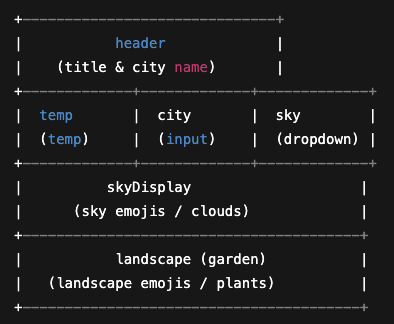 +------------------------------+
|           header             |
|    (title & city name)       |
+-------------+-------------+-------------+
|  temp       |  city       |  sky        |
|  (temp)     |  (input)    |  (dropdown) |
+-------------+-------------+-------------+
|          skyDisplay                    |
|      (sky emojis / clouds)             |
+----------------------------------------+
|           landscape (garden)           |
|   (landscape emojis / plants)          |
+----------------------------------------+